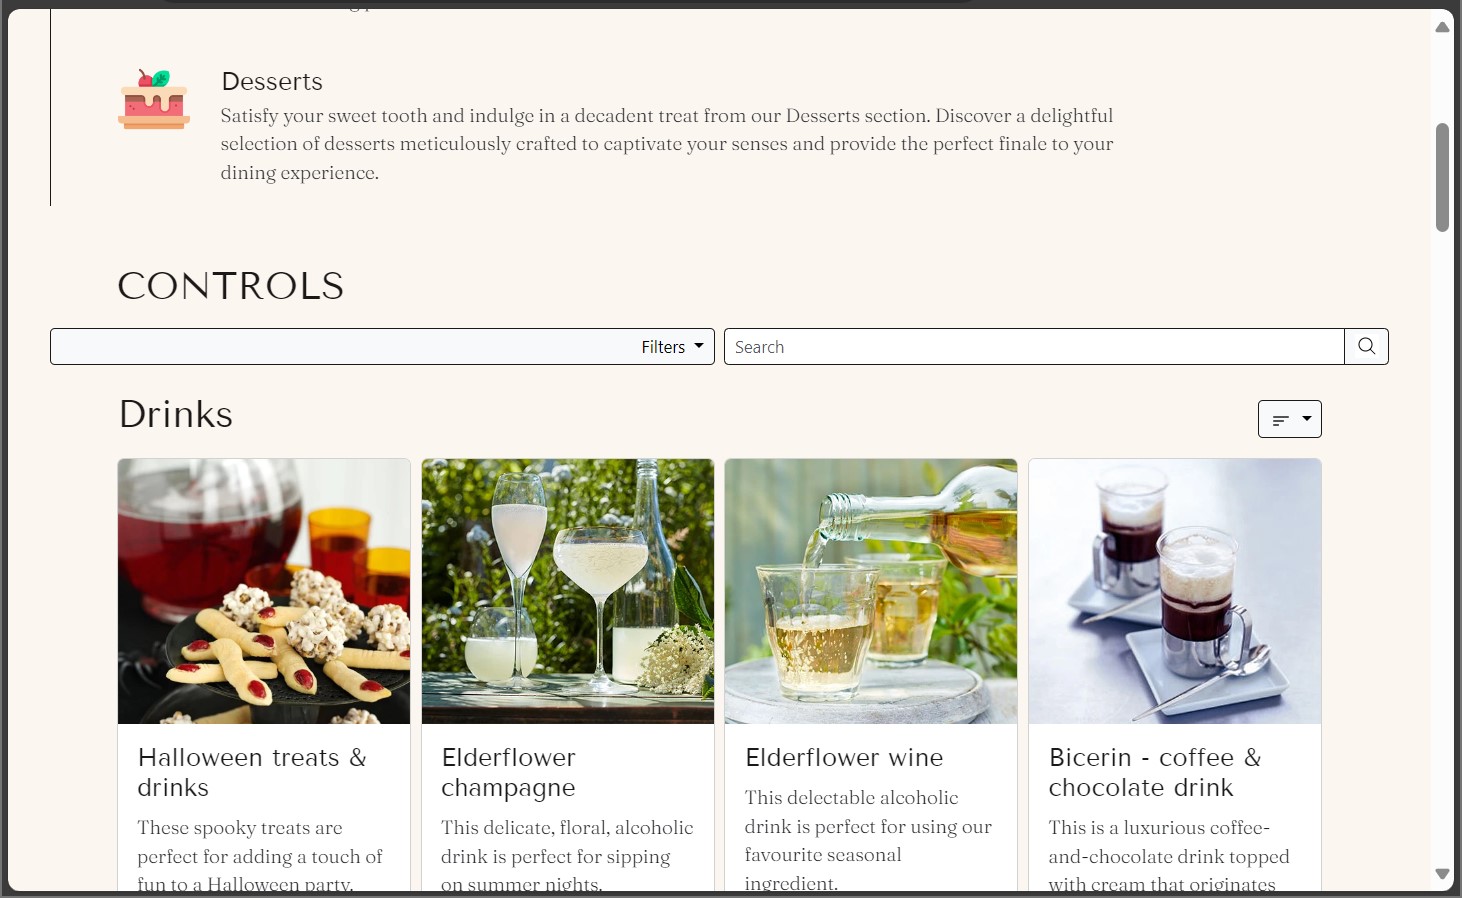 Desserts
Satisfy your sweet tooth and indulge in a decadent treat from our Desserts section. Discover a delightful
selection of desserts meticulously crafted to captivate your senses and provide the perfect finale to your
dining experience.
CONTROLS
Filters
Search
Drinks
Halloween treats &
drinks
These spooky treats are
perfect for adding a touch of
fun to a Halloween party.
Elderflower
champagne
This delicate, floral, alcoholic
drink is perfect for sipping
on summer nights.
Elderflower wine
This delectable alcoholic
drink is perfect for using our
favourite seasonal
ingredient.
Bicerin - coffee &
chocolate drink
This is a luxurious coffee-
and-chocolate drink topped
with cream that originates